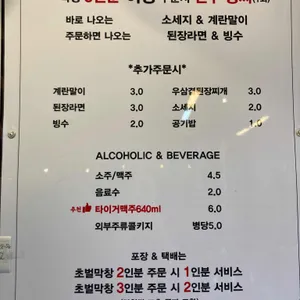 바로 나오는 소세지 & 계란말이
주문하면 나오는 된장라면 & 빙수
*추가주문시*
계란말이 3.0 우삼겹된장찌개 3.0
된장라면 3.0 소세지 2.0
빙수 2.0 공기밥 1.0
ALCOHOLIC & BEVERAGE
소주/맥주 4.5
음료수 2.0
추천 타이거맥주640ml 6.0
외부주류콜키지 병당5.0
포장 & 택배는
초벌막창 2인분 주문 시 1인분 서비스
초벌막창 3인분 주문 시 2인분 서비스